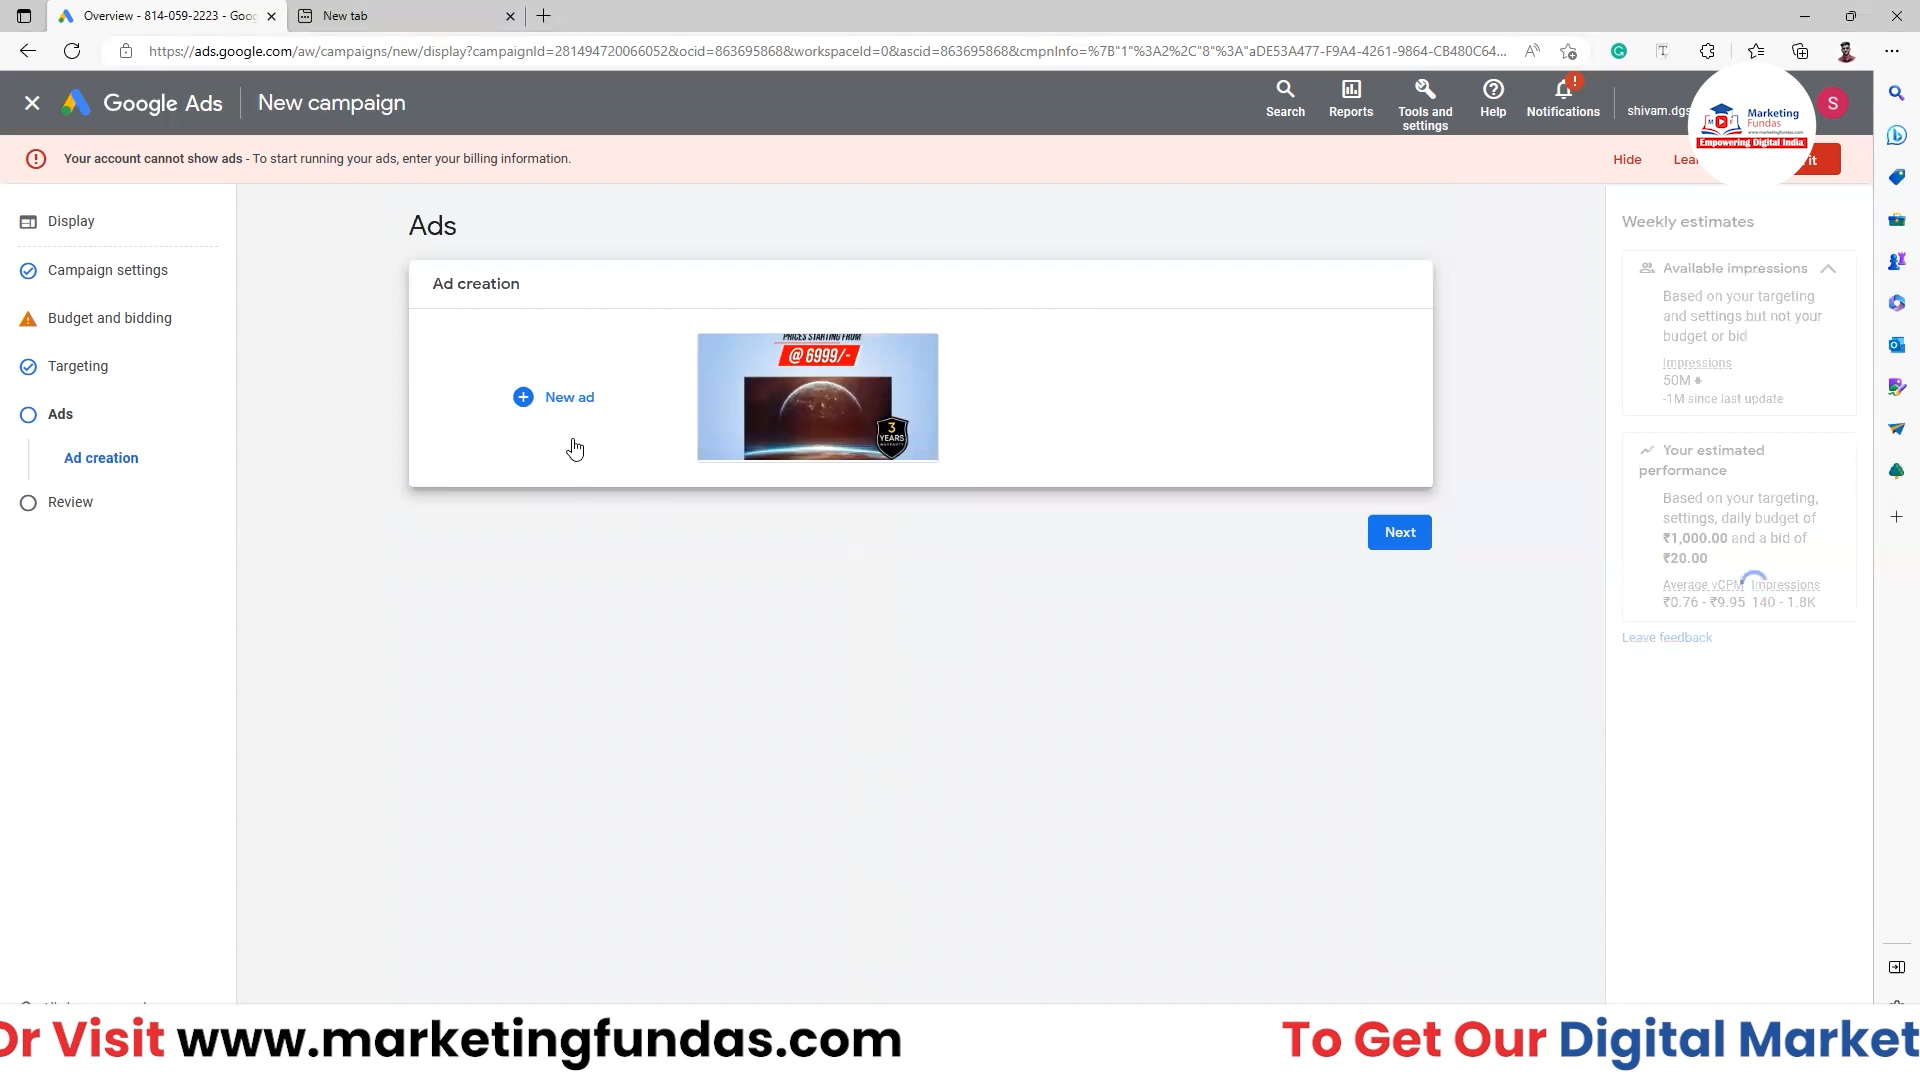 Overview - 814-059-2223 - Goog
New tab
https://ads.google.com/aw/campaigns/new/display?campaignId=281494720066052&ocid=863695868&workspaceId=0&ascid=863695868&cmpnInfo=%7B"1"%3A2%2C"8"%3A"aDE53A477-F9A4-4261-9864-CB480C64...
Google Ads
New campaign
Search
Reports
Tools and settings
Help
Notifications
shivam.dgs
S
Marketing
Fundas
www.marketingfundas.com
Empowering Digital India
Your account cannot show ads - To start running your ads, enter your billing information.
Hide
Lea
it
Display
Campaign settings
Budget and bidding
Targeting
Ads
Ad creation
Review
Ads
Ad creation
New ad
PRICES STARTING FROM
@ 6999/-
3
YEARS
WARRANTY
Next
Weekly estimates
Available impressions
Based on your targeting
and settings but not your
budget or bid
Impressions
50M
-1M since last update
Your estimated
performance
Based on your targeting,
settings, daily budget of
₹1,000.00 and a bid of
₹20.00
Average vCPM Impressions
₹0.76 - ₹9.95 140 - 1.8K
Leave feedback
Or Visit www.marketingfundas.com
To Get Our Digital Market